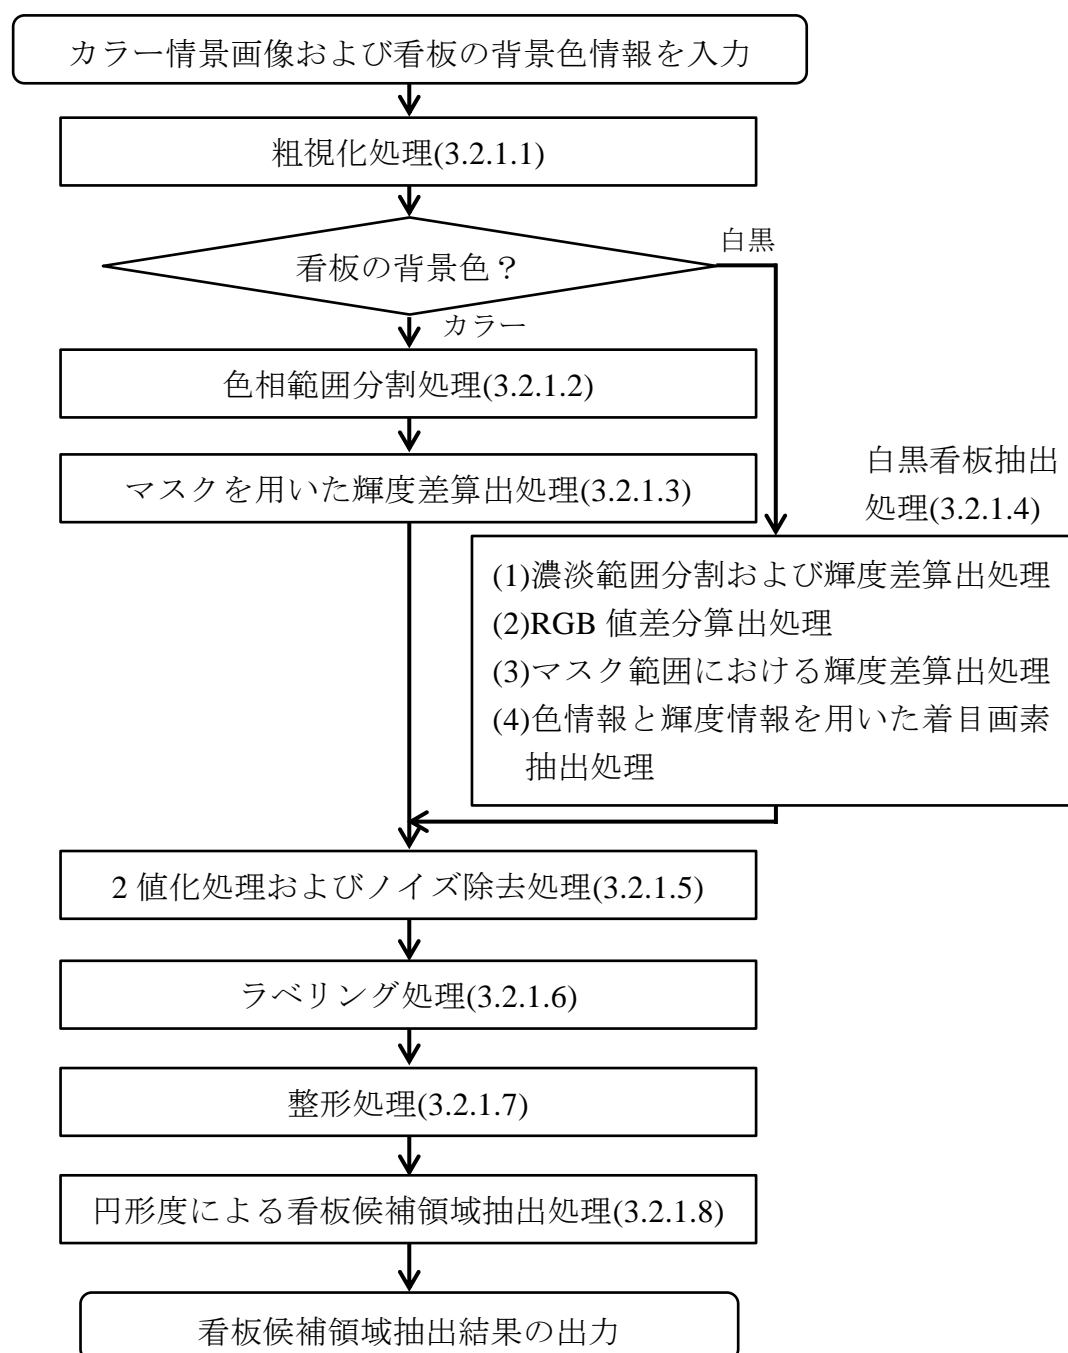 カラー情景画像および看板の背景色情報を入力
粗視化処理(3.2.1.1)
看板の背景色？
白黒
カラー
色相範囲分割処理(3.2.1.2)
マスクを用いた輝度差算出処理(3.2.1.3)
白黒看板抽出
処理(3.2.1.4)
(1)濃淡範囲分割および輝度差算出処理
(2)RGB 値差分算出処理
(3)マスク範囲における輝度差算出処理
(4)色情報と輝度情報を用いた着目画素
抽出処理
2 値化処理およびノイズ除去処理(3.2.1.5)
ラベリング処理(3.2.1.6)
整形処理(3.2.1.7)
円形度による看板候補領域抽出処理(3.2.1.8)
看板候補領域抽出結果の出力